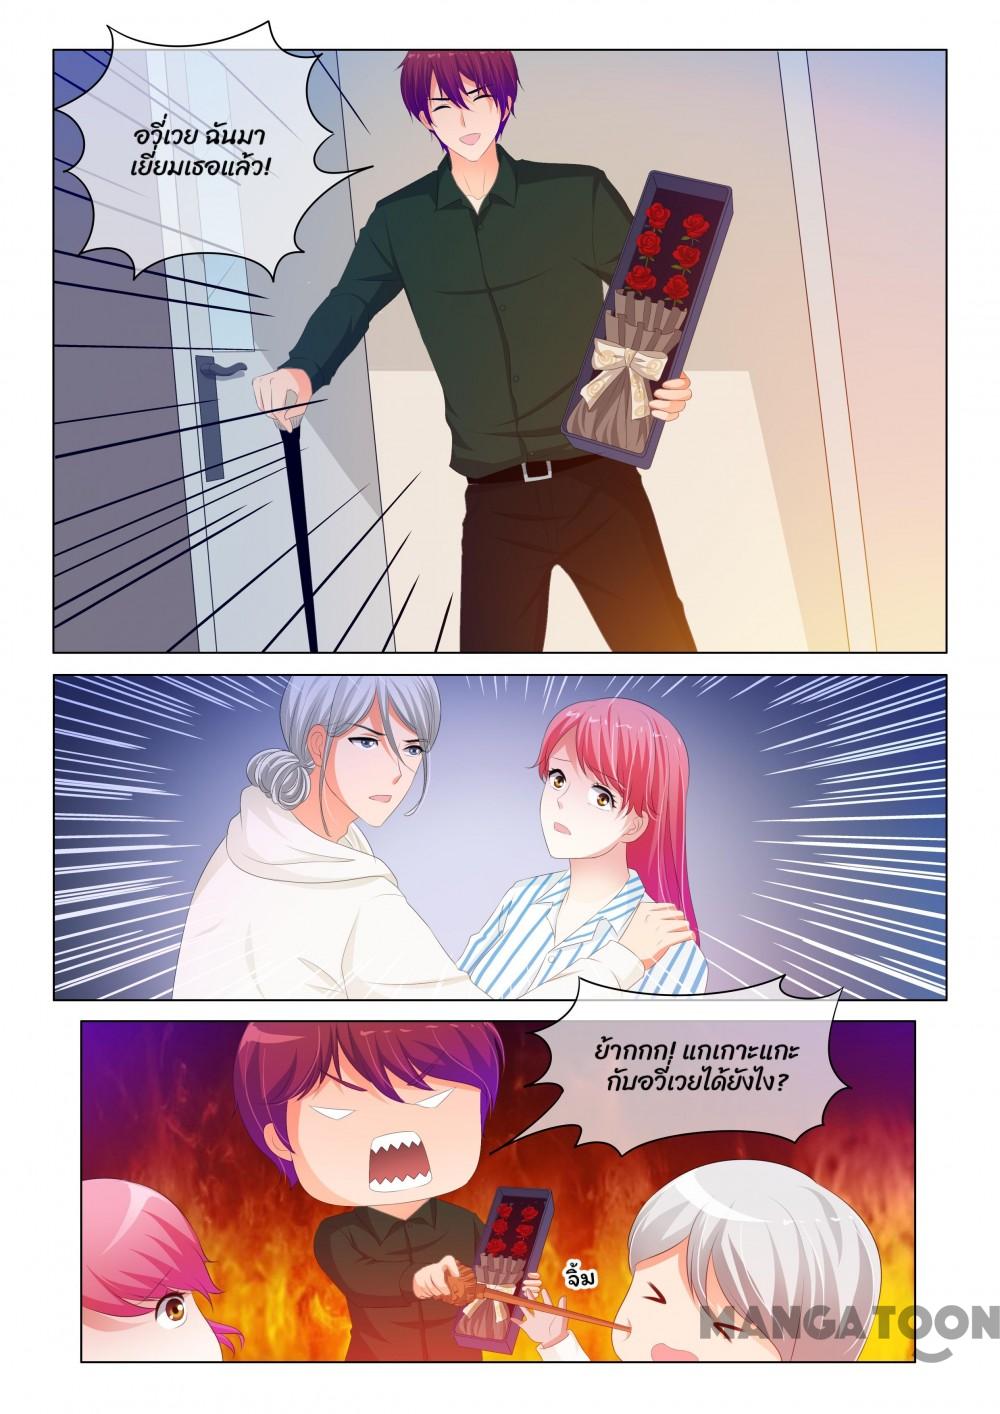 อวี่เวย ฉันมา
เยี่ยมเธอแล้ว!
ย้ากกก! แกเกาะแกะ
กับอวี่เวยได้ยังไง?
จิ้ม
MANGATOON